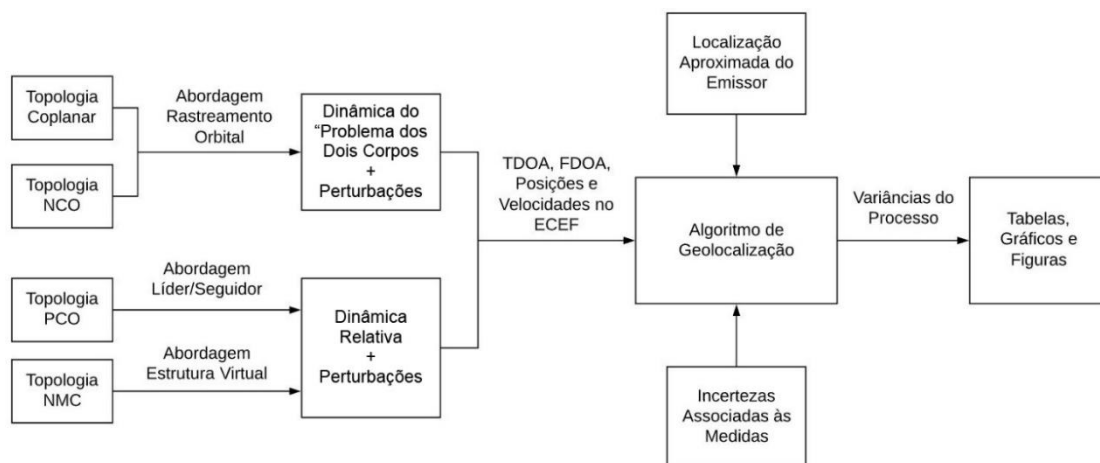 Topologia
Coplanar
Topologia
NCO
Abordagem
Rastreamento
Orbital
Dinâmica do
“Problema dos
Dois Corpos
+
Perturbações
Topologia
PCO
Topologia
NMC
Abordagem
Líder/Seguidor
Abordagem
Estrutura Virtual
Dinâmica
Relativa
+
Perturbações
TDOA, FDOA,
Posições e
Velocidades no
ECEF
Localização
Aproximada do
Emissor
Algoritmo de
Geolocalização
Incertezas
Associadas às
Medidas
Variâncias do
Processo
Tabelas,
Gráficos e
Figuras